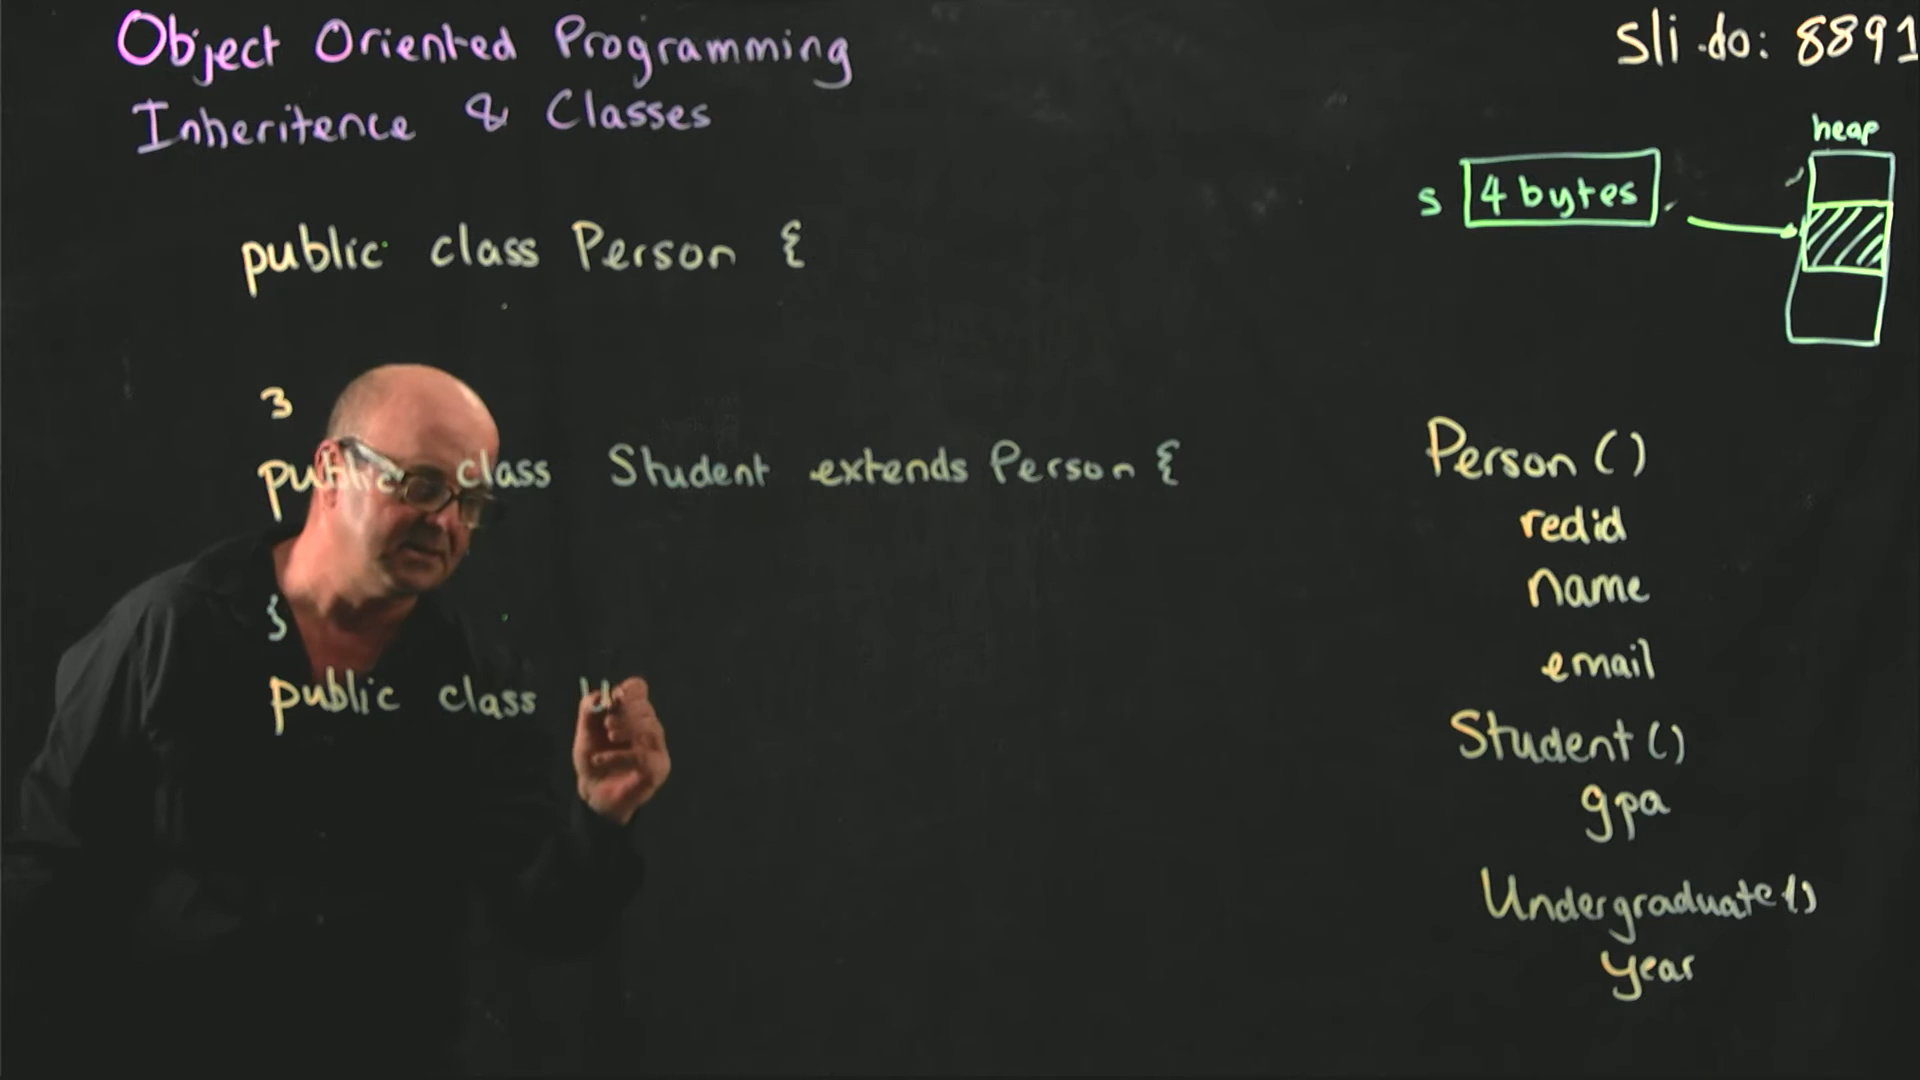 Object Oriented Programming
Inheritence & Classes
sli.do: 8891
heap
s 4 bytes
public class Person {
}
public class Student extends Person {
}
public class
Person ()
redid
name
email
Student ()
gpa
Undergraduate ()
year